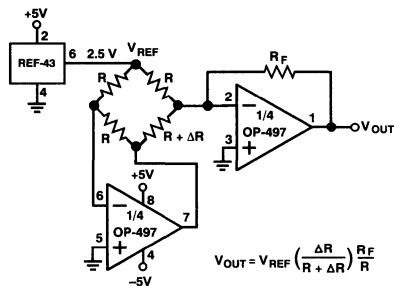 +5V
2
REF-43
6
2.5 V
4
VREF
R
R
R
R + ΔR
RF
2
−
1/4
OP-497
3
+
1
VOUT
+5V
6
−
8
1/4
OP-497
7
5
+
4
−5V
VOUT = VREF (ΔR / R + ΔR) RF / R